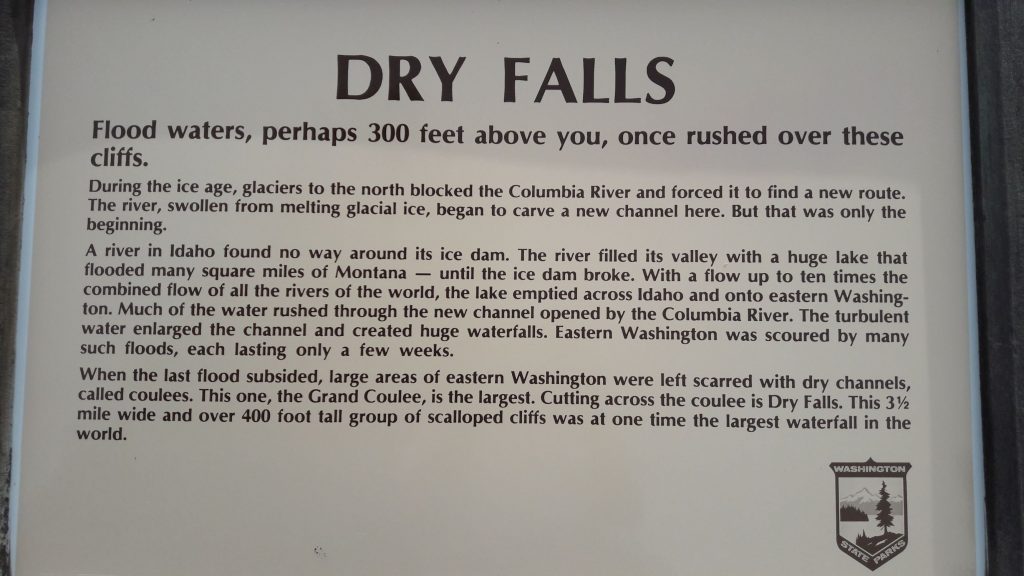 DRY FALLS
Flood waters, perhaps 300 feet above you, once rushed over these
cliffs.
During the ice age, glaciers to the north blocked the Columbia River and forced it to find a new route.
The river, swollen from melting glacial ice, began to carve a new channel here. But that was only the
beginning.
A river in Idaho found no way around its ice dam. The river filled its valley with a huge lake that
flooded many square miles of Montana — until the ice dam broke. With a flow up to ten times the
combined flow of all the rivers of the world, the lake emptied across Idaho and onto eastern Washing-
ton. Much of the water rushed through the new channel opened by the Columbia River. The turbulent
water enlarged the channel and created huge waterfalls. Eastern Washington was scoured by many
such floods, each lasting only a few weeks.
When the last flood subsided, large areas of eastern Washington were left scarred with dry channels,
called coulees. This one, the Grand Coulee, is the largest. Cutting across the coulee is Dry Falls. This 3½
mile wide and over 400 foot tall group of scalloped cliffs was at one time the largest waterfall in the
world.
WASHINGTON
STATE PARKS